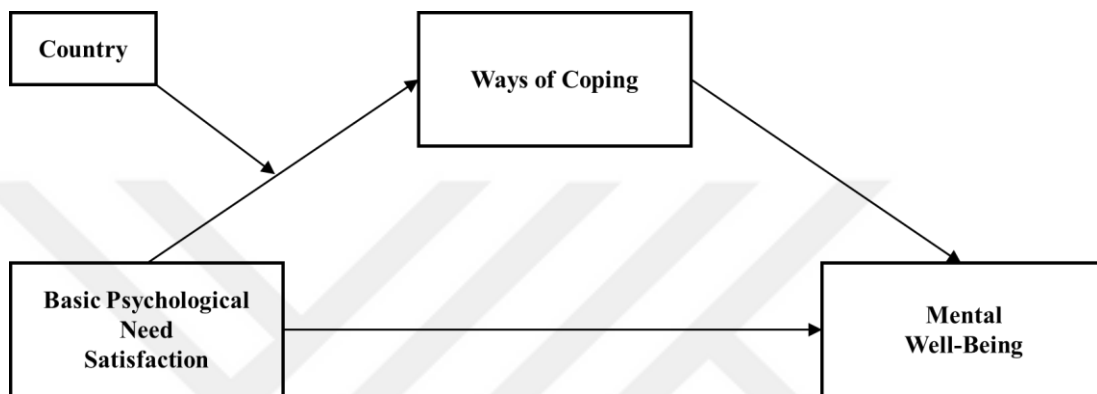 Country
Ways of Coping
Basic Psychological
Need
Satisfaction
Mental
Well-Being